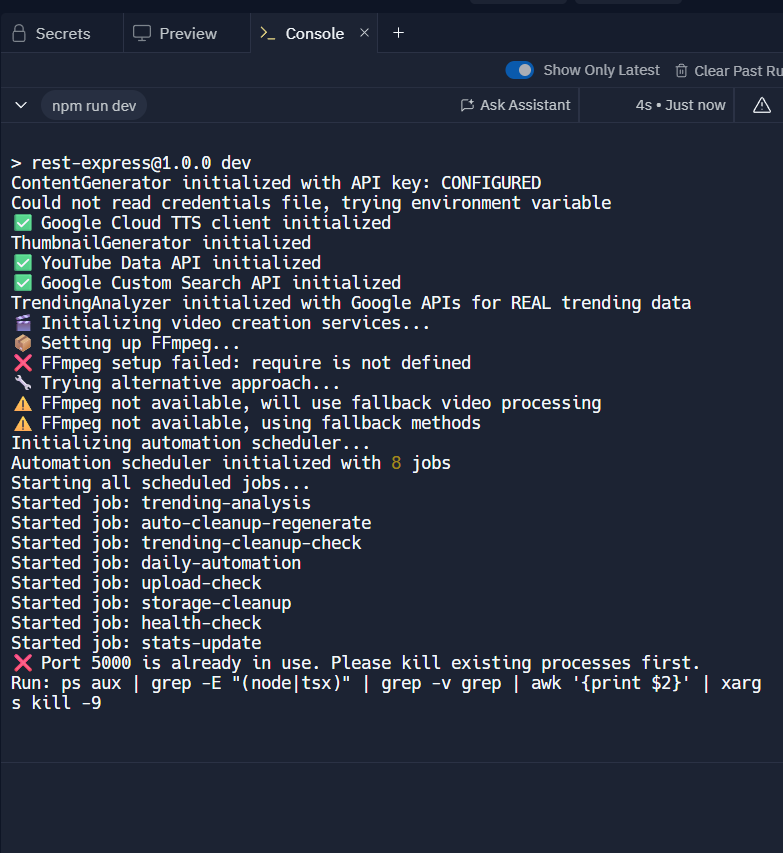 Secrets Preview Console × +
Show Only Latest Clear Past Ru
npm run dev Ask Assistant 4s • Just now
> rest-express@1.0.0 dev
ContentGenerator initialized with API key: CONFIGURED
Could not read credentials file, trying environment variable
✅ Google Cloud TTS client initialized
ThumbnailGenerator initialized
✅ YouTube Data API initialized
✅ Google Custom Search API initialized
TrendingAnalyzer initialized with Google APIs for REAL trending data
🎬 Initializing video creation services...
📦 Setting up FFmpeg...
❌ FFmpeg setup failed: require is not defined
🔧 Trying alternative approach...
⚠️ FFmpeg not available, will use fallback video processing
⚠️ FFmpeg not available, using fallback methods
Initializing automation scheduler...
Automation scheduler initialized with 8 jobs
Starting all scheduled jobs...
Started job: trending-analysis
Started job: auto-cleanup-regenerate
Started job: trending-cleanup-check
Started job: daily-automation
Started job: upload-check
Started job: storage-cleanup
Started job: health-check
Started job: stats-update
❌ Port 5000 is already in use. Please kill existing processes first.
Run: ps aux | grep -E "(node|tsx)" | grep -v grep | awk '{print $2}' | xarg
s kill -9